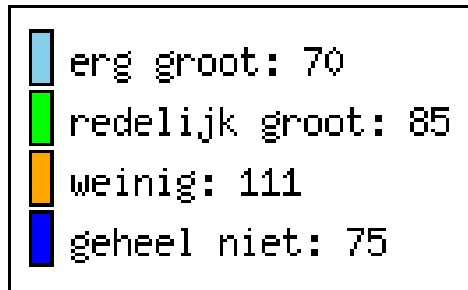 erg groot: 70
redelijk groot: 85
weinig: 111
geheel niet: 75